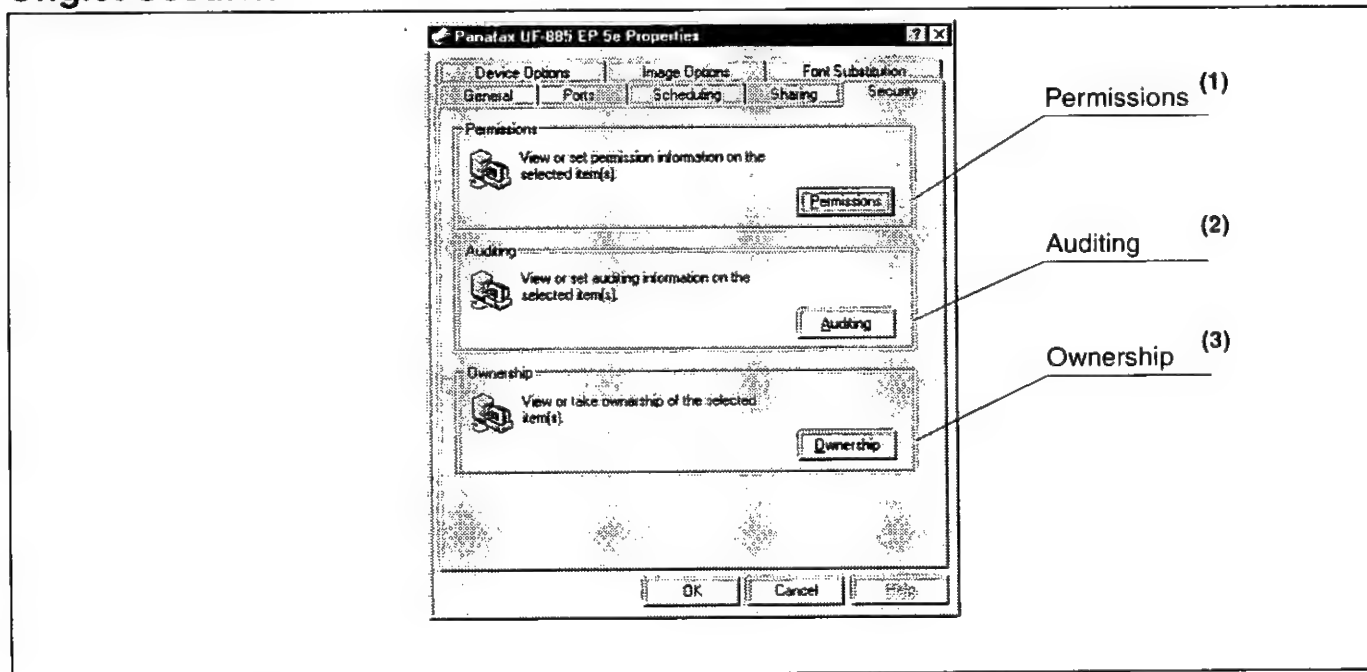 Panafax UF-885 EP 5e Properties
Device Options Image Options Font Substitution
General Ports Scheduling Sharing Security
Permissions
View or set permission information on the
selected item(s).
Permissions
Auditing
View or set auditing information on the
selected item(s).
Auditing
Ownership
View or take ownership of the selected
item(s).
Ownership
OK Cancel Help
Permissions (1)
Auditing (2)
Ownership (3)